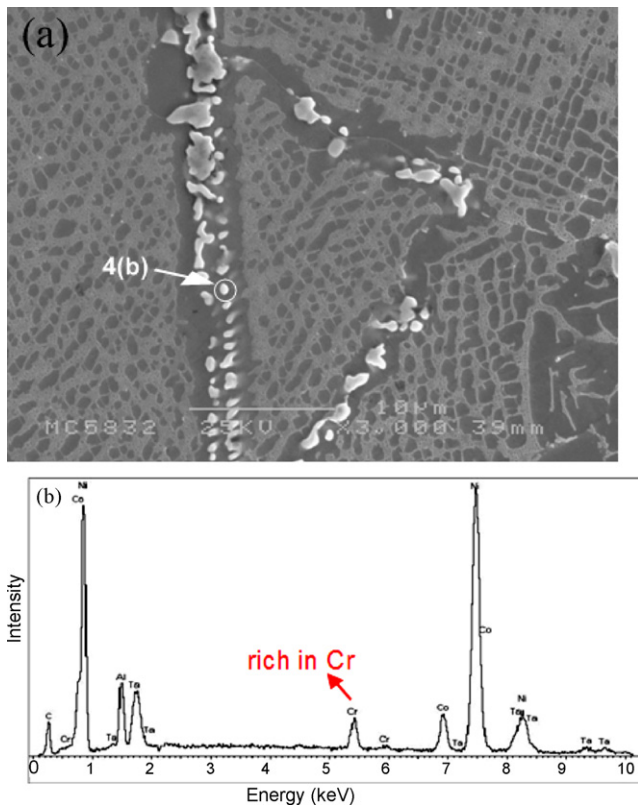 (a)
4(b)
10µm
MC5832 25KV X3,000 39mm
(b)
Intensity
Ni
Co
C
Cr
Ta
Al
Ta
Ta
rich in Cr
Cr
Cr
Co
Ta
Ni
Co
Ta
Ni
Ta
Ta
Ta
0 1 2 3 4 5 6 7 8 9 10
Energy (keV)